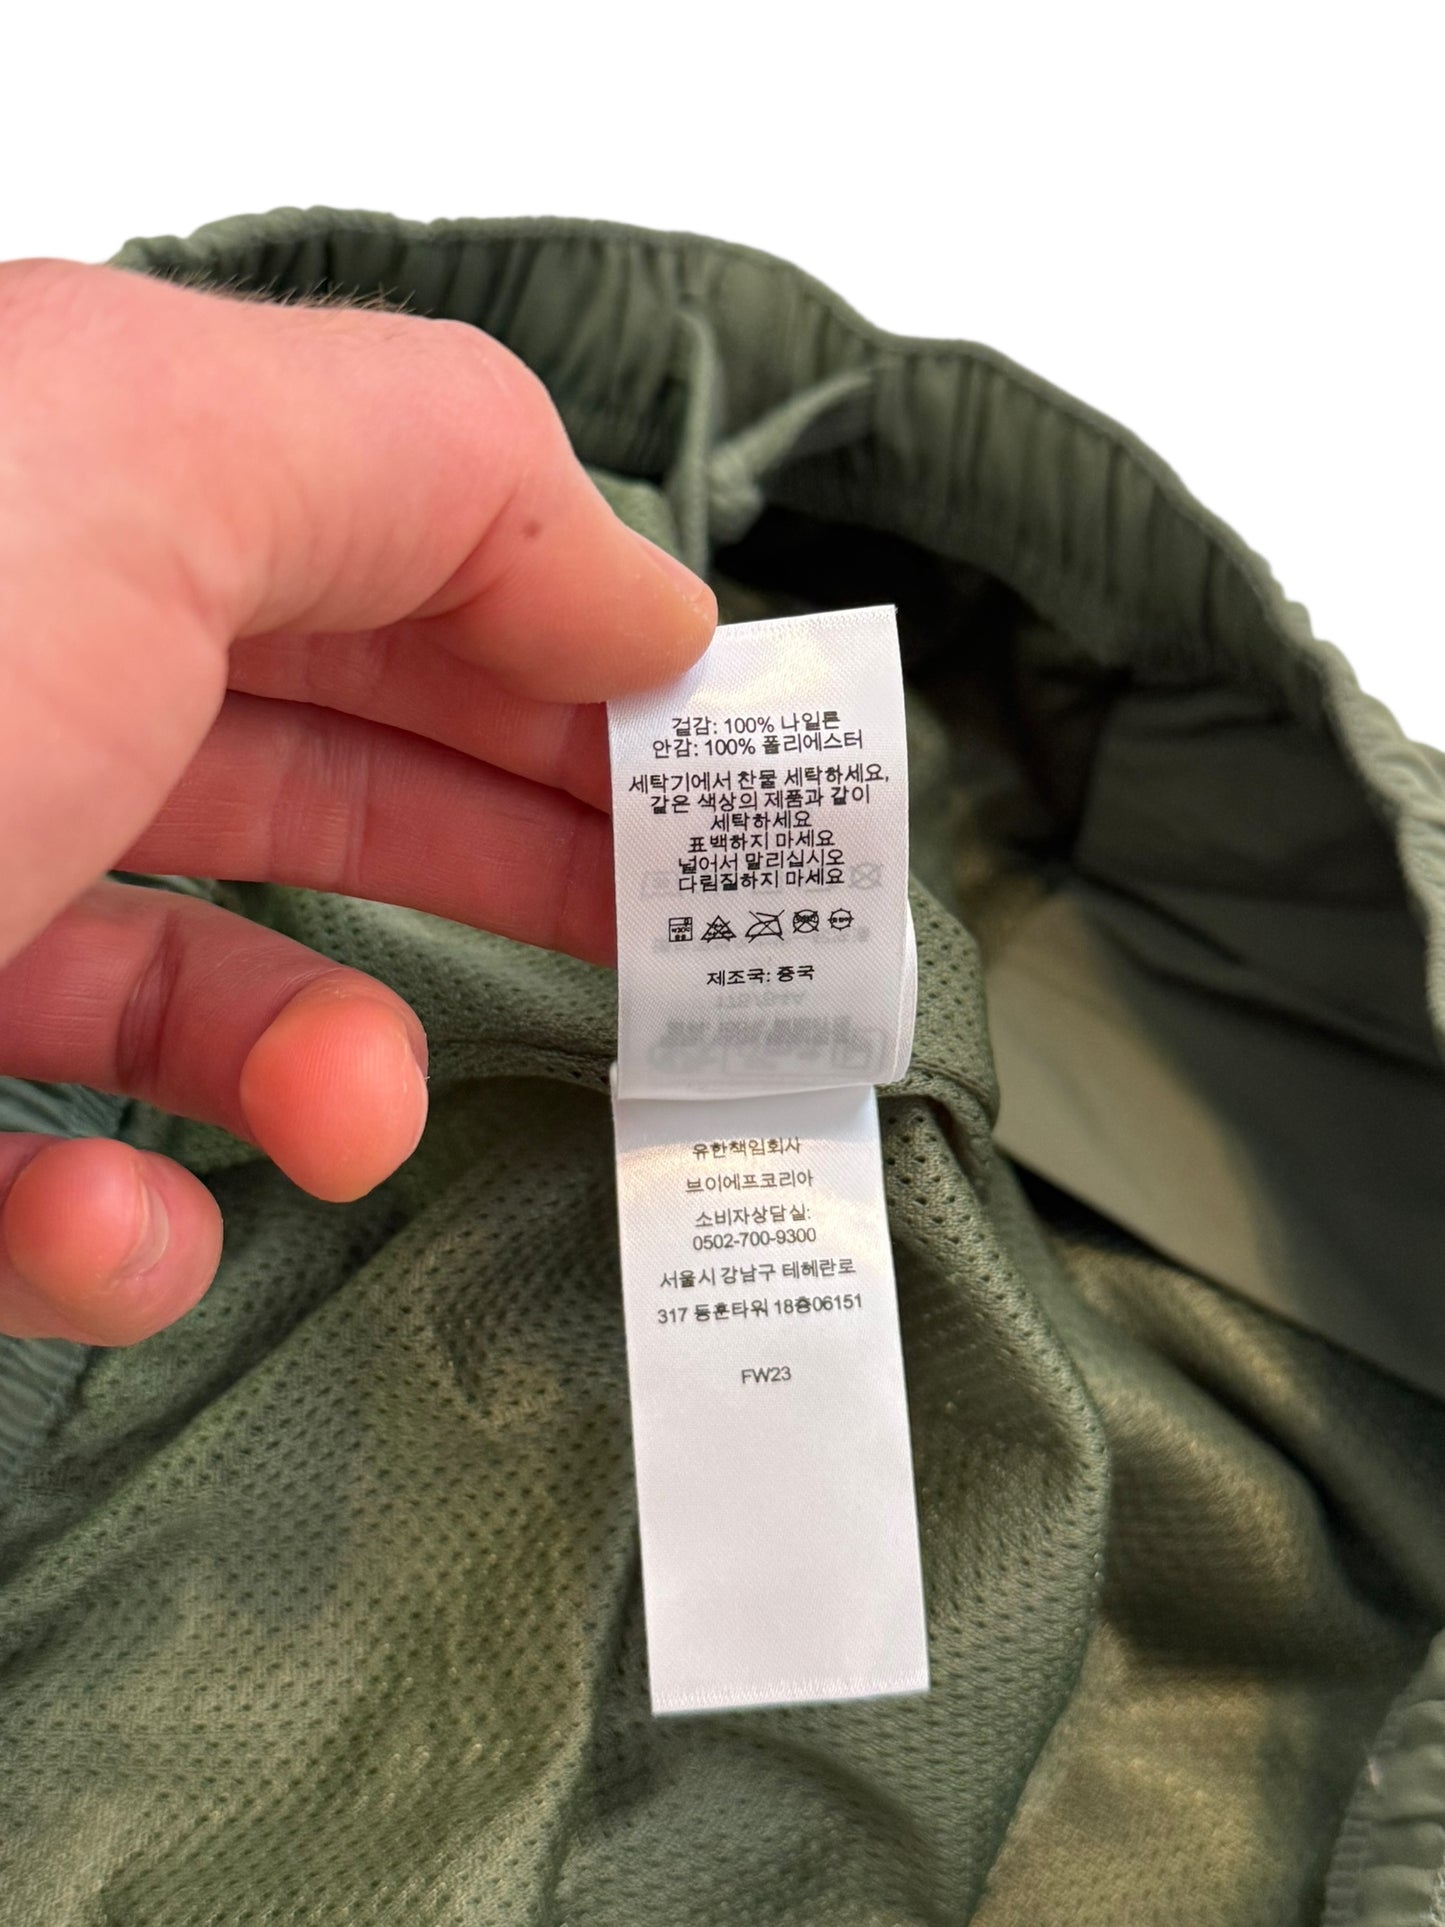 겉감: 100% 나일론
안감: 100% 폴리에스터
세탁기에서 찬물 세탁하세요,
같은 색상의 제품과 같이
세탁하세요
표백하지 마세요
널어서 말리십시오
다림질하지 마세요
제조국: 중국
유한책임회사
브이에프코리아
소비자상담실:
0502-700-9300
서울시 강남구 테헤란로
317 동훈타워 18층06151
FW23